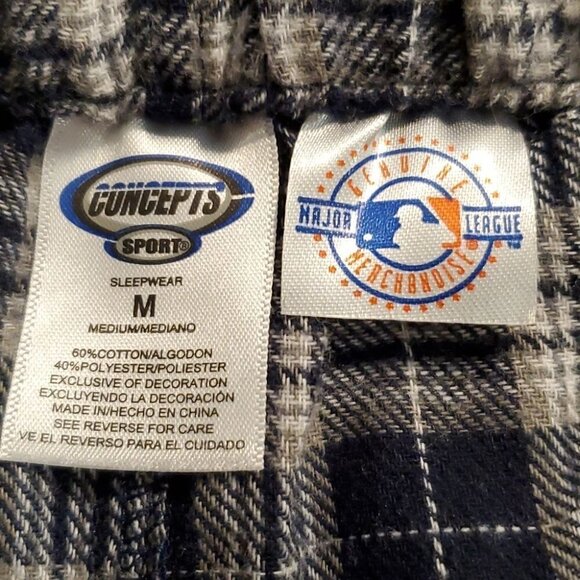 CONCEPTS
SPORT®
SLEEPWEAR
M
MEDIUM/MEDIANO
60%COTTON/ALGODON
40%POLYESTER/POLIESTER
EXCLUSIVE OF DECORATION
EXCLUYENDO LA DECORACIÓN
MADE IN/HECHO EN CHINA
SEE REVERSE FOR CARE
VE EL REVERSO PARA EL CUIDADO
GENUINE
MAJOR LEAGUE
MERCHANDISE